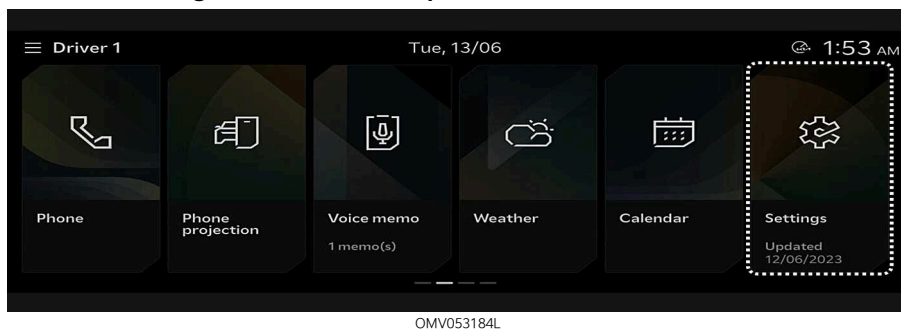 Driver 1
Tue, 13/06
1:53 AM
Phone
Phone
projection
Voice memo
1 memo(s)
Weather
Calendar
Settings
Updated
12/06/2023
OMV053184L